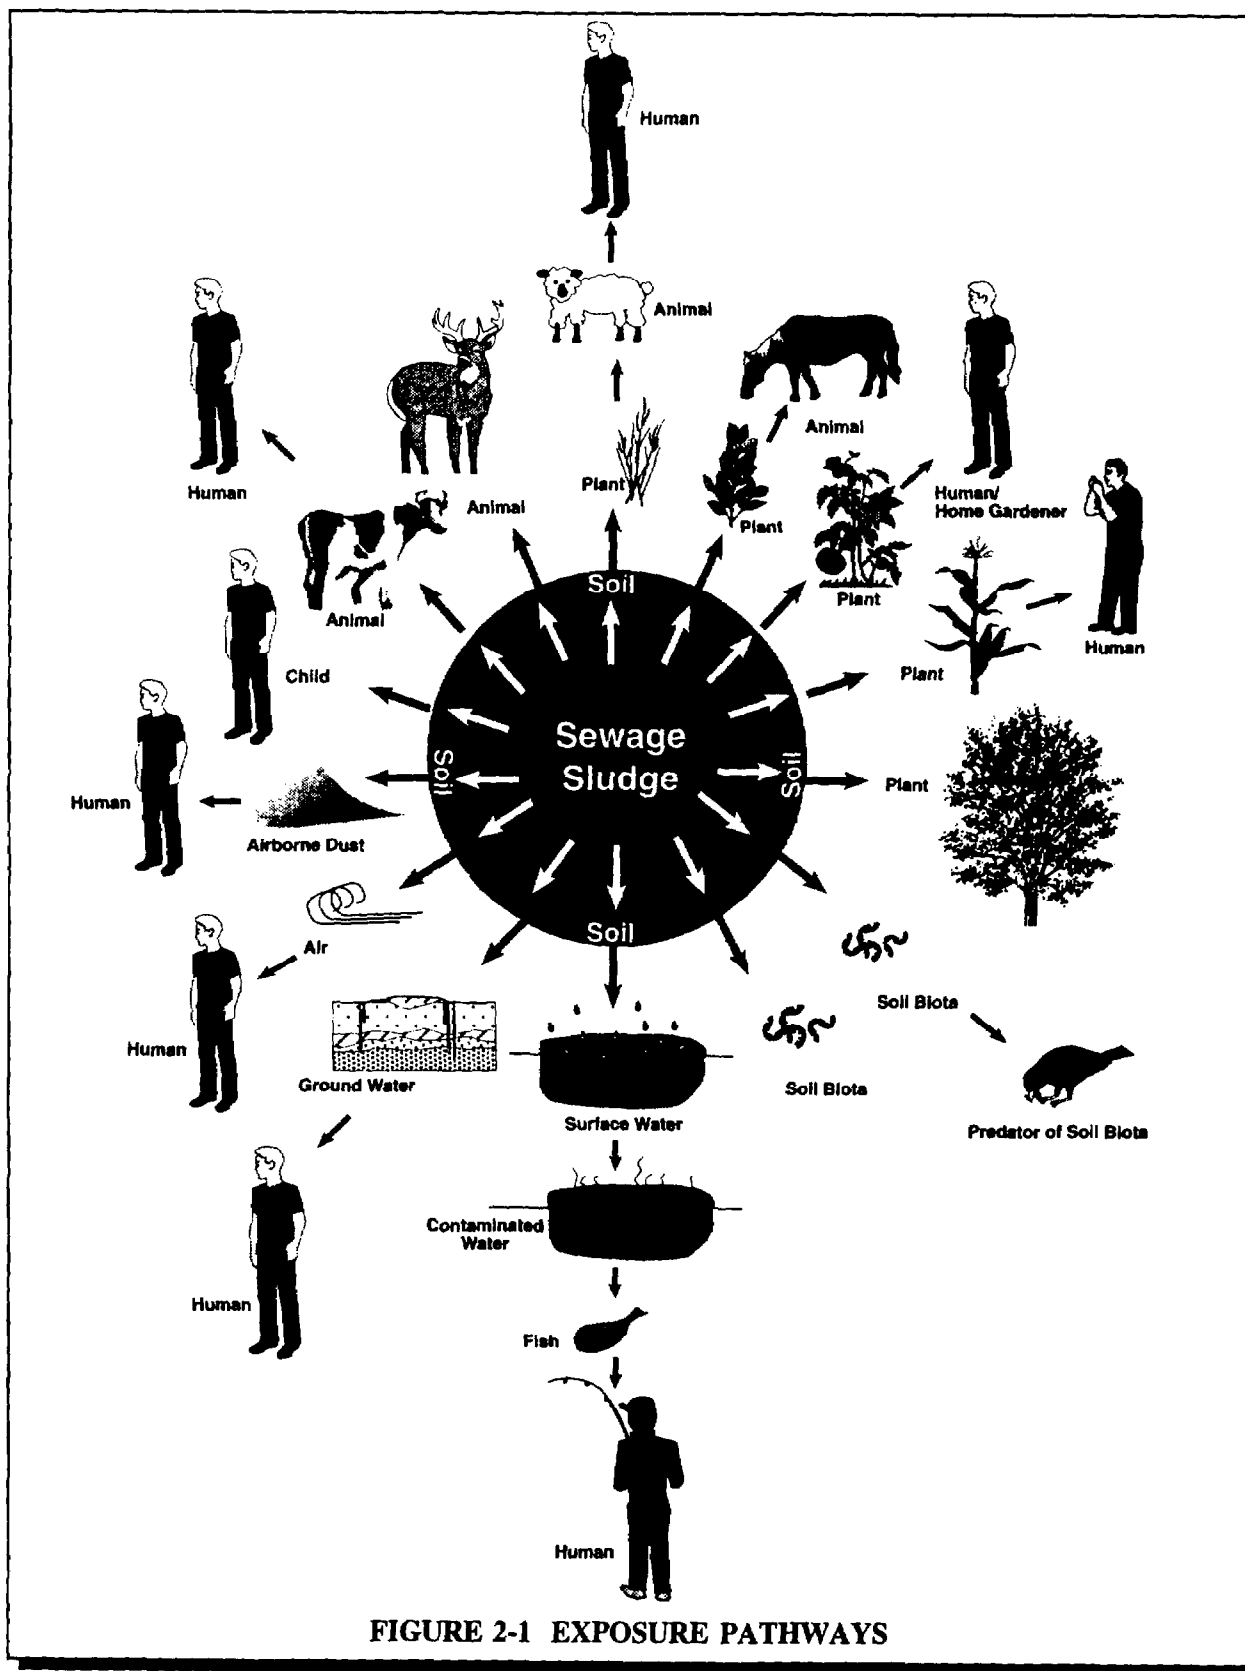 Human
Animal
Human
Animal
Plant
Animal
Plant
Human/
Home Gardener
Plant
Human
Animal
Child
Plant
Soil
Sewage
Sludge
Soil
Soil
Soil
Plant
Human
Airborne Dust
Air
Human
Ground Water
Human
Surface Water
Contaminated
Water
Fish
Human
Soil Biota
Soil Biota
Predator of Soil Biota
FIGURE 2-1 EXPOSURE PATHWAYS